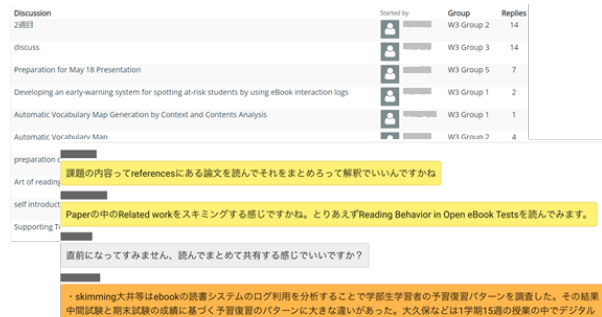 Discussion Started by Group Replies
2週目 W3 Group 2 14
discuss W3 Group 3 14
Preparation for May 18 Presentation W3 Group 5 7
Developing an early-warning system for spotting at-risk students by using eBook interaction logs W3 Group 1 2
Automatic Vocabulary Map Generation by Context and Contents Analysis W3 Group 1 1
Automatic Vocabulary Map W3 Group 2 4
preparation
課題の内容ってreferencesにある論文を読んでそれをまとめろって解釈でいいんですかね
Art of reading
Paperの中のRelated workをスキミングする感じですかね。とりあえずReading Behavior in Open eBook Testsを読んでみます。
self introduct
Supporting
直前になってすみません、読んでまとめて共有する感じでいいですか？
・skimming大井等はebookの読書システムのログ利用を分析することで学部生学習者の予習復習パターンを調査した。その結果
中間試験と期末試験の成績に基づく予習復習のパターンに大きな違いがあった。大久保などは1学期15週の授業の中でデジタル